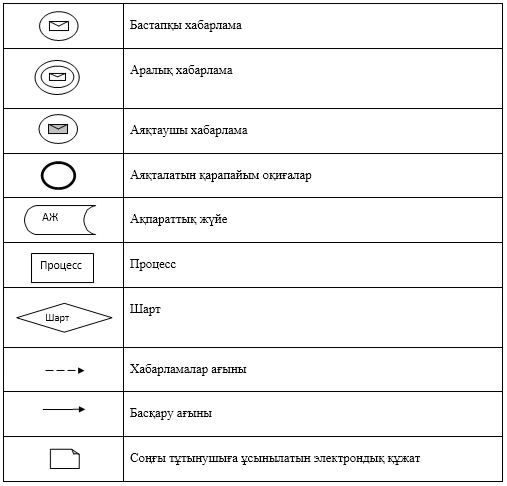 Бастапқы хабарлама
Аралық хабарлама
Аяқтаушы хабарлама
Аяқталатын қарапайым оқиғалар
АЖ
Ақпараттық жүйе
Процесс
Процесс
Шарт
Шарт
Хабарламалар ағыны
Басқару ағыны
Соңғы тұтынушыға ұсынылатын электрондық құжат